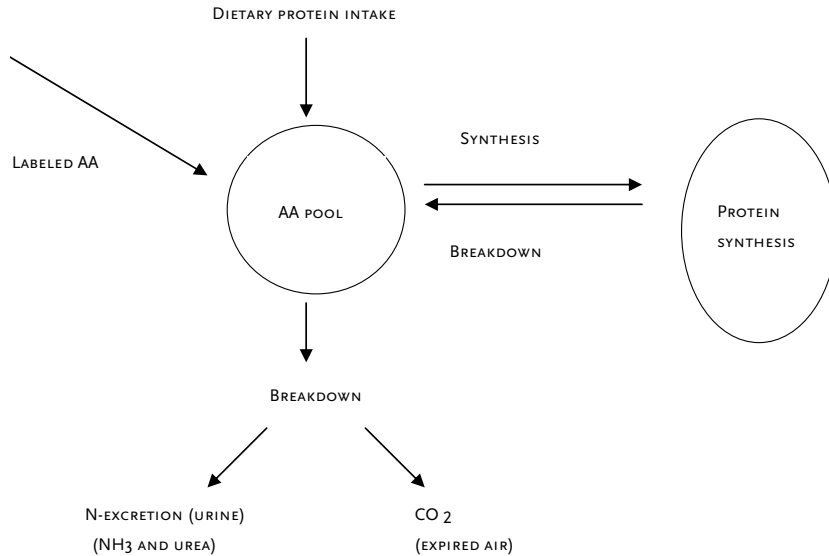 Dietary protein intake
Labeled AA
Synthesis
AA pool
Protein
synthesis
Breakdown
Breakdown
N-excretion (urine)
(NH3 and urea)
CO 2
(expired air)